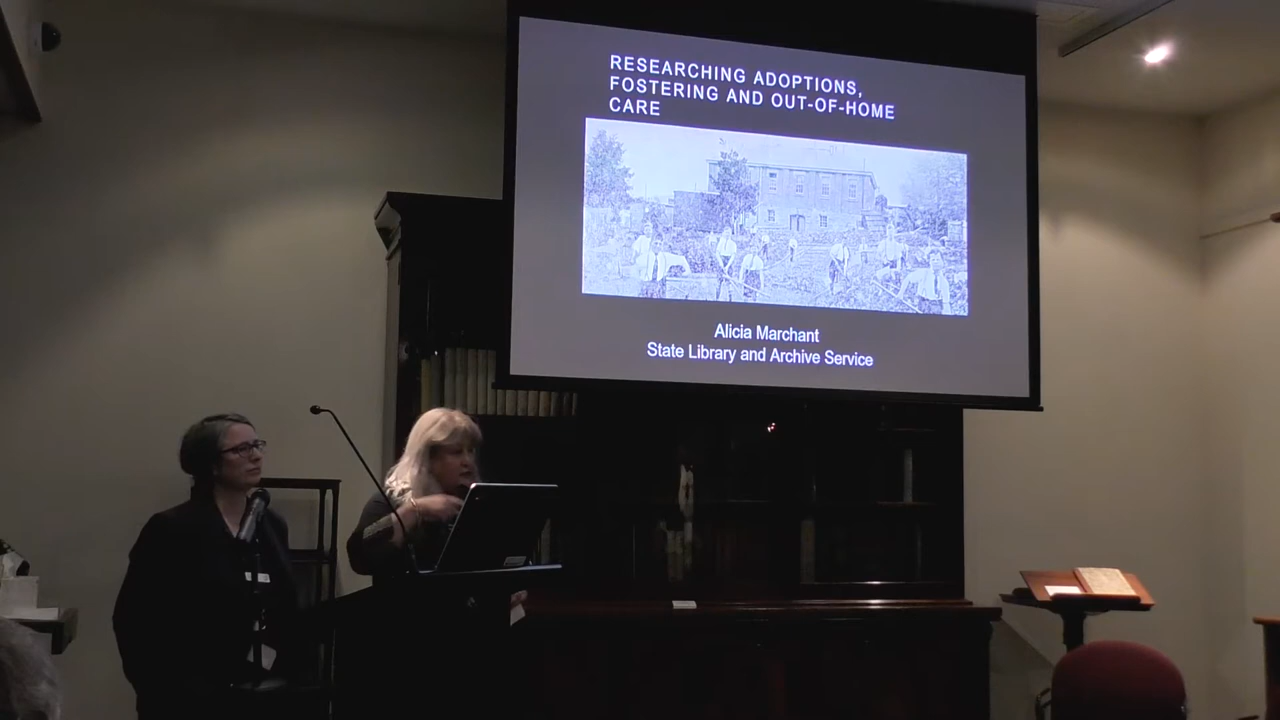 RESEARCHING ADOPTIONS,
FOSTERING AND OUT-OF-HOME
CARE
Alicia Marchant
State Library and Archive Service